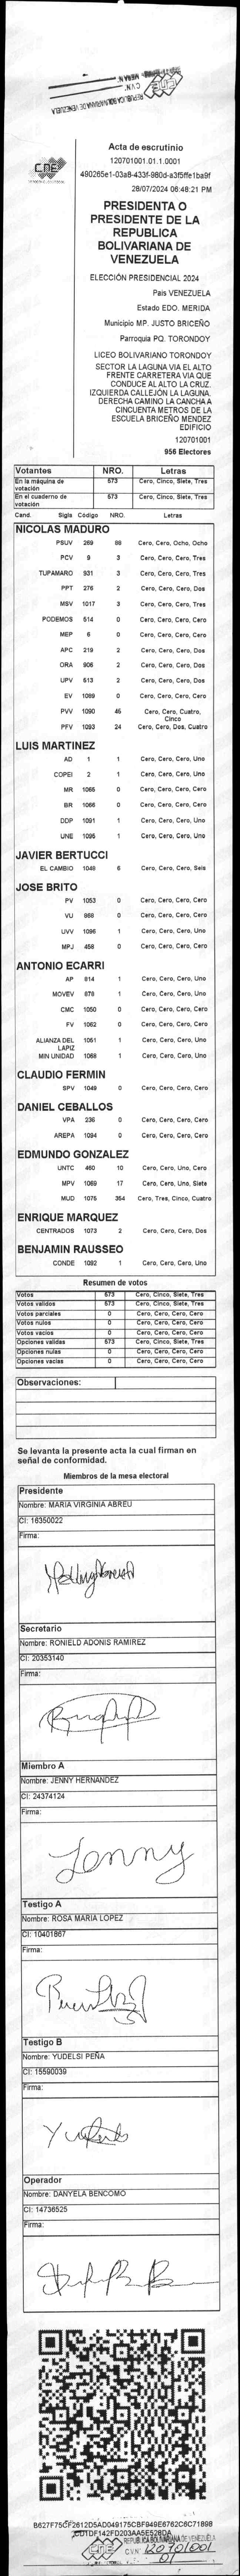 CNE
REPUBLICA BOLIVARIANA DE VENEZUELA
C.V.N°.
CNE
Acta de escrutinio
120701001.01.1.0001
490265e1-03a8-433f-980d-a3f5ffe1ba9f
28/07/2024 06:48:21 PM
PRESIDENTA O
PRESIDENTE DE LA
REPUBLICA
BOLIVARIANA DE
VENEZUELA
ELECCIÓN PRESIDENCIAL 2024
Pais VENEZUELA
Estado EDO. MERIDA
Municipio MP. JUSTO BRICEÑO
Parroquia PQ. TORONDOY
LICEO BOLIVARIANO TORONDOY
SECTOR LA LAGUNA VIA EL ALTO
FRENTE CARRETERA VIA QUE
CONDUCE AL ALTO LA CRUZ.
IZQUIERDA CALLEJÓN LA LAGUNA.
DERECHA CAMINO LA CANCHA A
CINCUENTA METROS DE LA
ESCUELA BRICEÑO MENDEZ
EDIFICIO
120701001
956 Electores
Votantes NRO. Letras
En la máquina de votación 573 Cero, Cinco, Siete, Tres
En el cuaderno de votación 573 Cero, Cinco, Siete, Tres
Cand. Sigla Código NRO. Letras
NICOLAS MADURO
PSUV 269 88 Cero, Cero, Ocho, Ocho
PCV 9 3 Cero, Cero, Cero, Tres
TUPAMARO 931 3 Cero, Cero, Cero, Tres
PPT 276 2 Cero, Cero, Cero, Dos
MSV 1017 3 Cero, Cero, Cero, Tres
PODEMOS 514 0 Cero, Cero, Cero, Cero
MEP 6 0 Cero, Cero, Cero, Cero
APC 219 2 Cero, Cero, Cero, Dos
ORA 906 2 Cero, Cero, Cero, Dos
UPV 513 2 Cero, Cero, Cero, Dos
EV 1089 0 Cero, Cero, Cero, Cero
PVV 1090 45 Cero, Cero, Cuatro, Cinco
PFV 1093 24 Cero, Cero, Dos, Cuatro
LUIS MARTINEZ
AD 1 1 Cero, Cero, Cero, Uno
COPEI 2 1 Cero, Cero, Cero, Uno
MR 1065 0 Cero, Cero, Cero, Cero
BR 1066 0 Cero, Cero, Cero, Cero
DDP 1091 1 Cero, Cero, Cero, Uno
UNE 1095 1 Cero, Cero, Cero, Uno
JAVIER BERTUCCI
EL CAMBIO 1048 6 Cero, Cero, Cero, Seis
JOSE BRITO
PV 1053 0 Cero, Cero, Cero, Cero
VU 868 0 Cero, Cero, Cero, Cero
UVV 1096 1 Cero, Cero, Cero, Uno
MPJ 458 0 Cero, Cero, Cero, Cero
ANTONIO ECARRI
AP 814 1 Cero, Cero, Cero, Uno
MOVEV 878 1 Cero, Cero, Cero, Uno
CMC 1050 0 Cero, Cero, Cero, Cero
FV 1062 0 Cero, Cero, Cero, Cero
ALIANZA DEL LAPIZ 1051 1 Cero, Cero, Cero, Uno
MIN UNIDAD 1068 1 Cero, Cero, Cero, Uno
CLAUDIO FERMIN
SPV 1049 0 Cero, Cero, Cero, Cero
DANIEL CEBALLOS
VPA 236 0 Cero, Cero, Cero, Cero
AREPA 1094 0 Cero, Cero, Cero, Cero
EDMUNDO GONZALEZ
UNTC 460 10 Cero, Cero, Uno, Cero
MPV 1069 17 Cero, Cero, Uno, Siete
MUD 1076 354 Cero, Tres, Cinco, Cuatro
ENRIQUE MARQUEZ
CENTRADOS 1073 2 Cero, Cero, Cero, Dos
BENJAMIN RAUSSEO
CONDE 1092 1 Cero, Cero, Cero, Uno
Resumen de votos
Votos 573 Cero, Cinco, Siete, Tres
Votos validos 573 Cero, Cinco, Siete, Tres
Votos parciales 0 Cero, Cero, Cero, Cero
Votos nulos 0 Cero, Cero, Cero, Cero
Votos vacios 0 Cero, Cero, Cero, Cero
Opciones validas 573 Cero, Cinco, Siete, Tres
Opciones nulas 0 Cero, Cero, Cero, Cero
Opciones vacias 0 Cero, Cero, Cero, Cero
Observaciones:
Se levanta la presente acta la cual firman en
señal de conformidad.
Miembros de la mesa electoral
Presidente
Nombre: MARIA VIRGINIA ABREU
CI: 16350022
Firma:
Secretario
Nombre: RONIELD ADONIS RAMIREZ
CI: 20353140
Firma:
Miembro A
Nombre: JENNY HERNANDEZ
CI: 24374124
Firma:
Jenny
Testigo A
Nombre: ROSA MARIA LOPEZ
CI: 10401867
Firma:
Testigo B
Nombre: YUDELSI PEÑA
CI: 15590039
Firma:
Operador
Nombre: DANYELA BENCOMO
CI: 14736525
Firma:
B627F75CF2612D5AD049175CBF949E6762C6C71898
CNE
REPUBLICA BOLIVARIANA DE VENEZUELA
C.V.N° 120701001
01